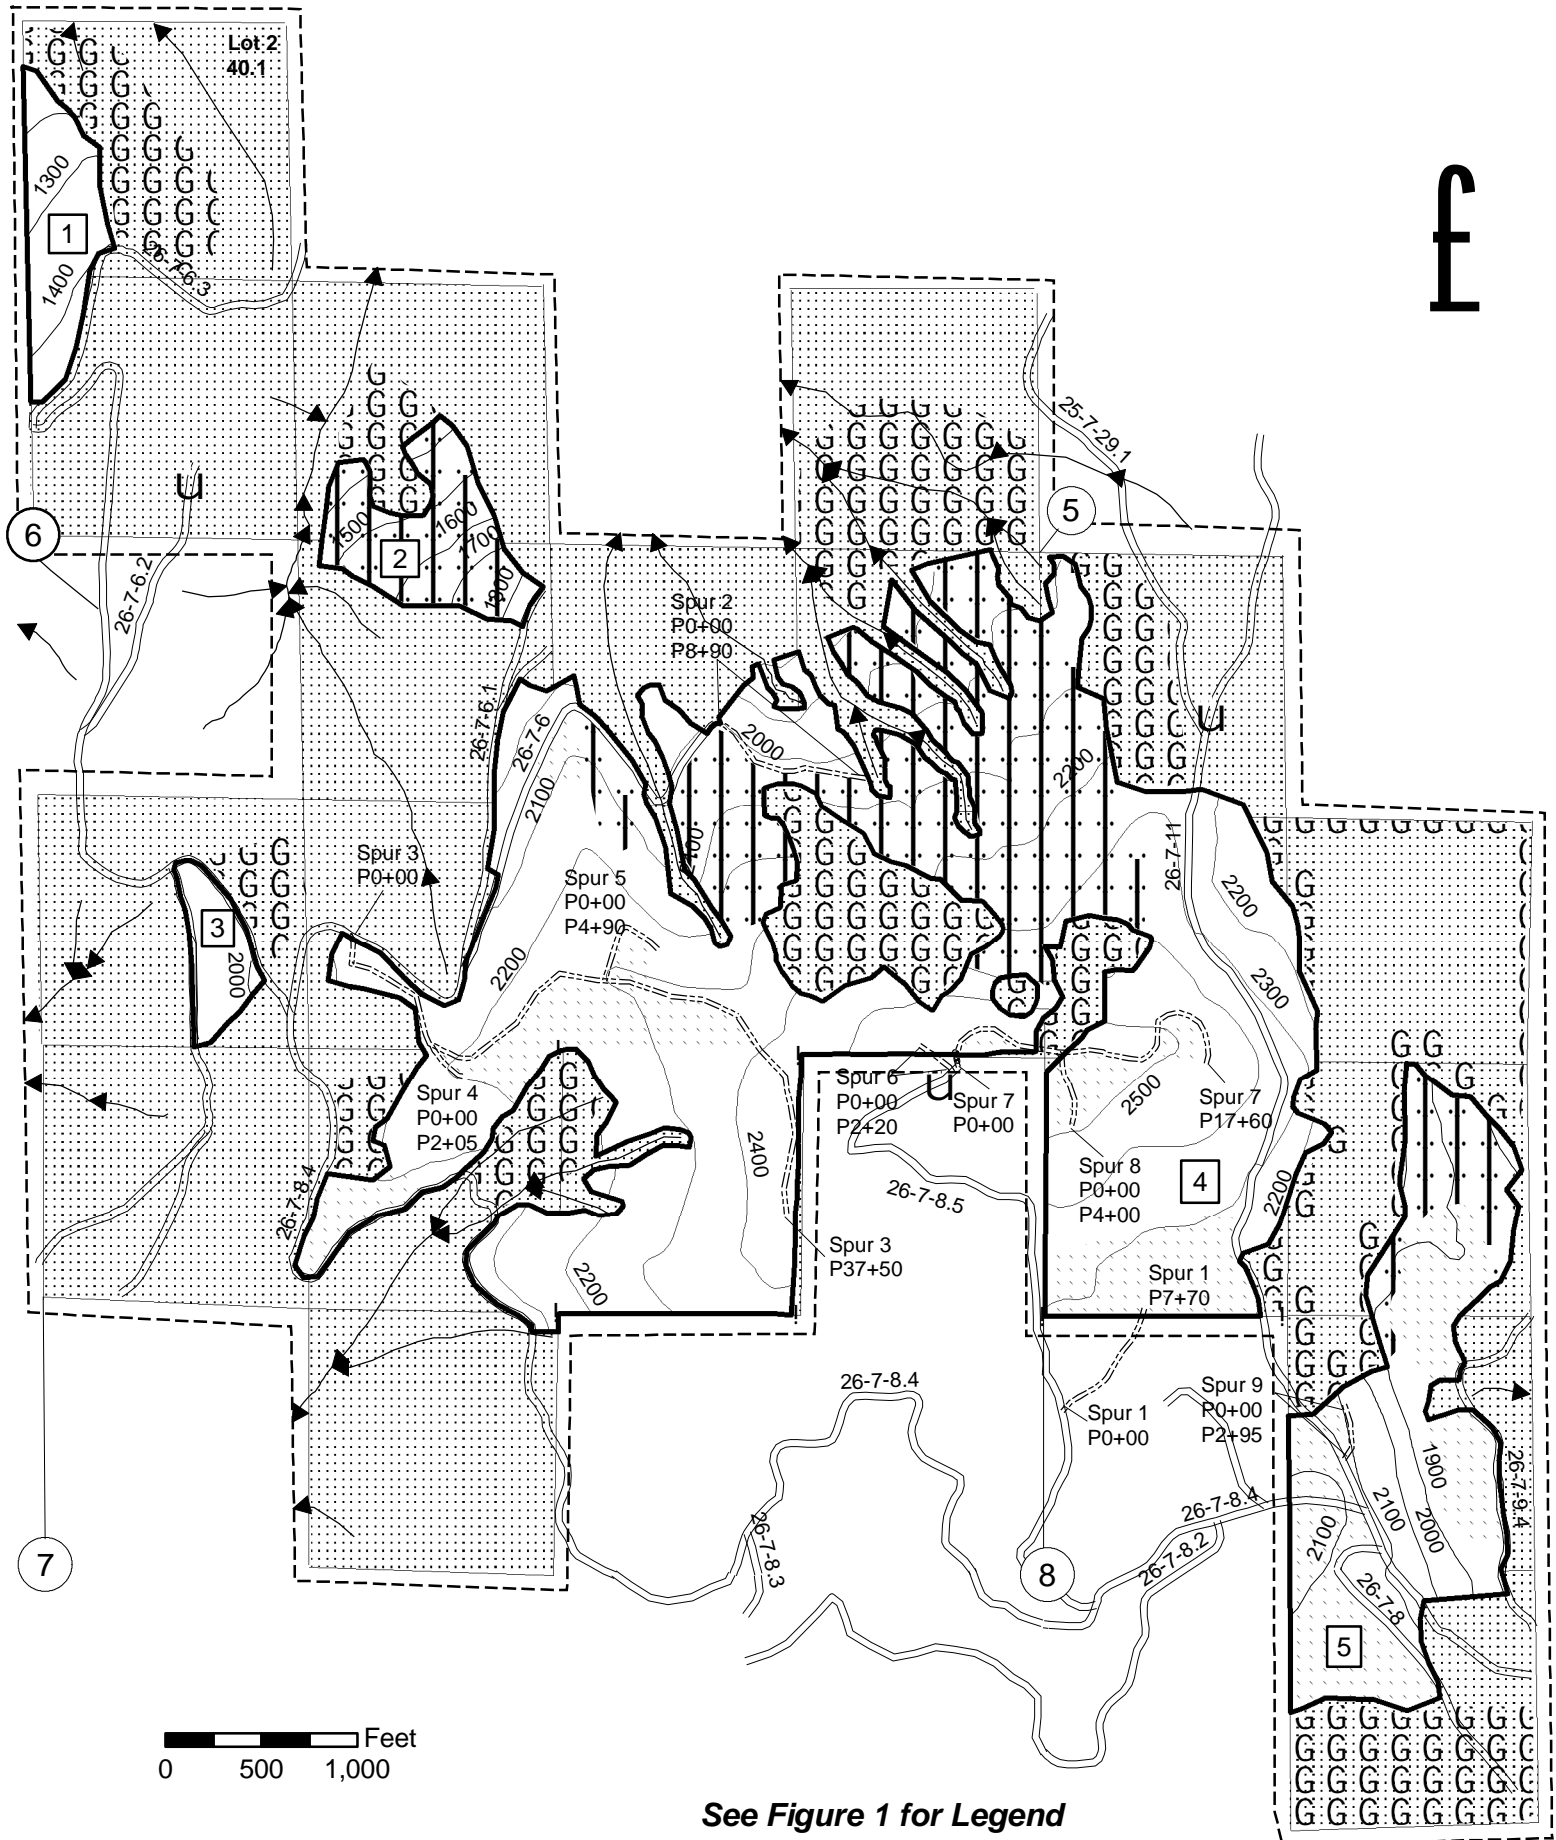 Lot 2
40.1
£
1300
1
1400
26-7-6.3
25-7-29.1
5
u
6
1500
1600
1700
1800
2
26-7-6.2
Spur 2
P0+00
P8+90
26-7-6.1
26-7-6
2100
2000
2200
u
2100
26-7-11
2200
Spur 3
P0+00
Spur 5
P0+00
P4+90
3
2000
2200
2300
Spur 4
P0+00
P2+05
Spur 6
P0+00
P2+20
u
Spur 7
P0+00
2500
Spur 7
P17+60
2400
Spur 8
P0+00
P4+00
4
2200
26-7-8.4
26-7-8.5
Spur 3
P37+50
2200
Spur 1
P7+70
26-7-8.4
Spur 1
P0+00
Spur 9
P0+00
P2+95
1900
26-7-9.4
2100
2000
2100
26-7-8.4
26-7-8.3
26-7-8.2
7
8
26-7-8
5
Feet
0 500 1,000
See Figure 1 for Legend